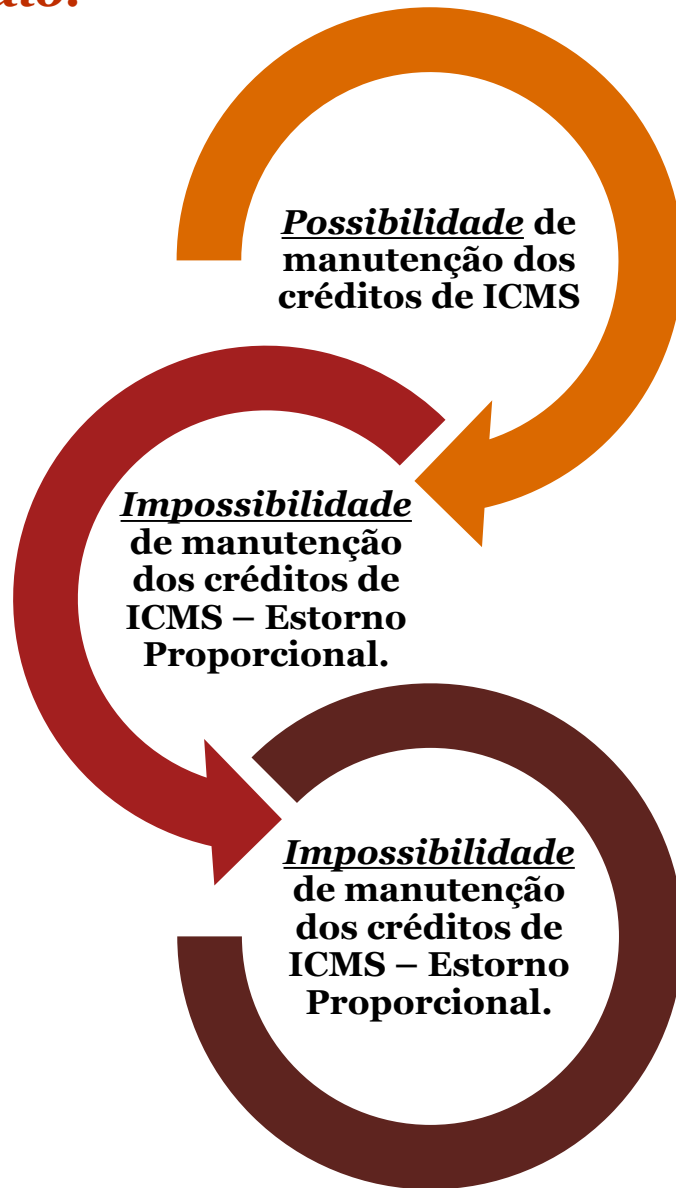 Possibilidade de
manutenção dos
créditos de ICMS
Impossibilidade
de manutenção
dos créditos de
ICMS – Estorno
Proporcional.
Impossibilidade
de manutenção
dos créditos de
ICMS – Estorno
Proporcional.